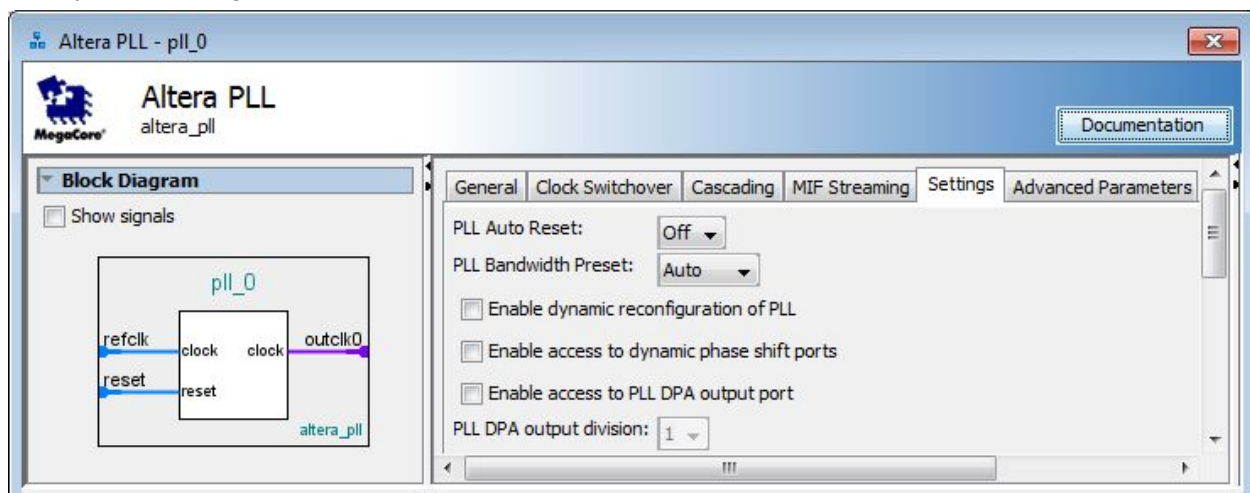 Altera PLL - pll_0
Altera PLL
altera_pll
MegaCore®
Documentation
Block Diagram
Show signals
pll_0
refclk
clock
clock
outclk0
reset
reset
altera_pll
General
Clock Switchover
Cascading
MIF Streaming
Settings
Advanced Parameters
PLL Auto Reset: Off
PLL Bandwidth Preset: Auto
Enable dynamic reconfiguration of PLL
Enable access to dynamic phase shift ports
Enable access to PLL DPA output port
PLL DPA output division: 1